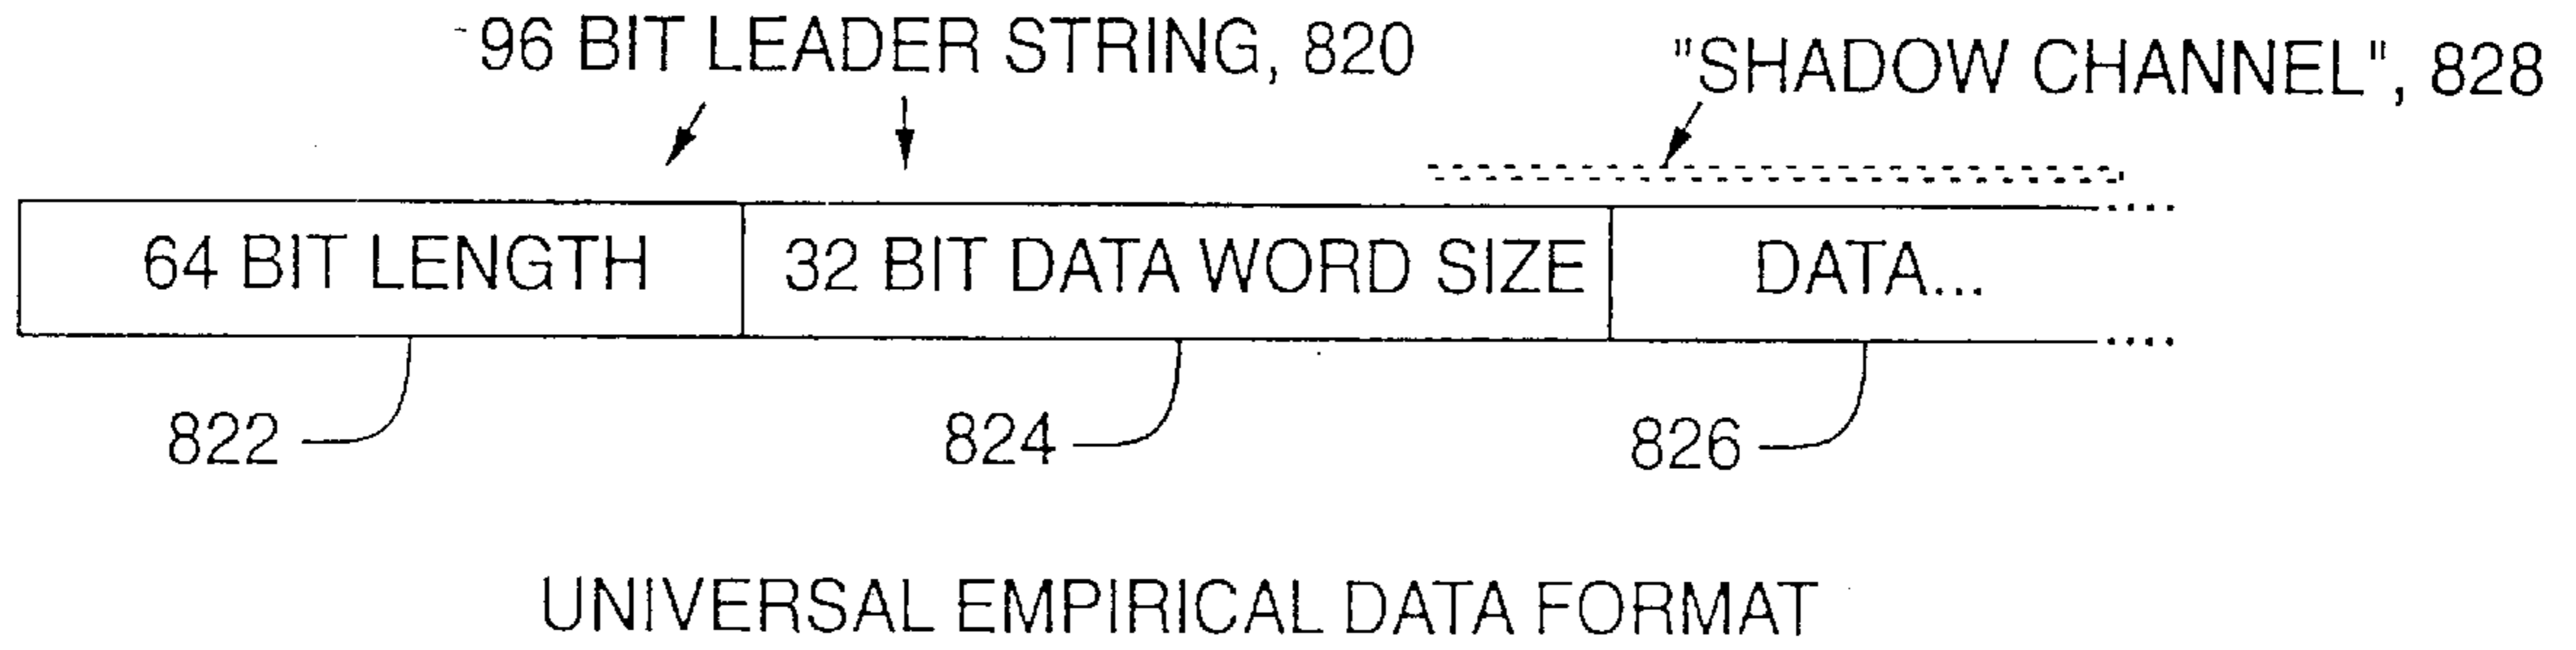 96 BIT LEADER STRING, 820
"SHADOW CHANNEL", 828
64 BIT LENGTH
32 BIT DATA WORD SIZE
DATA...
822
824
826
UNIVERSAL EMPIRICAL DATA FORMAT